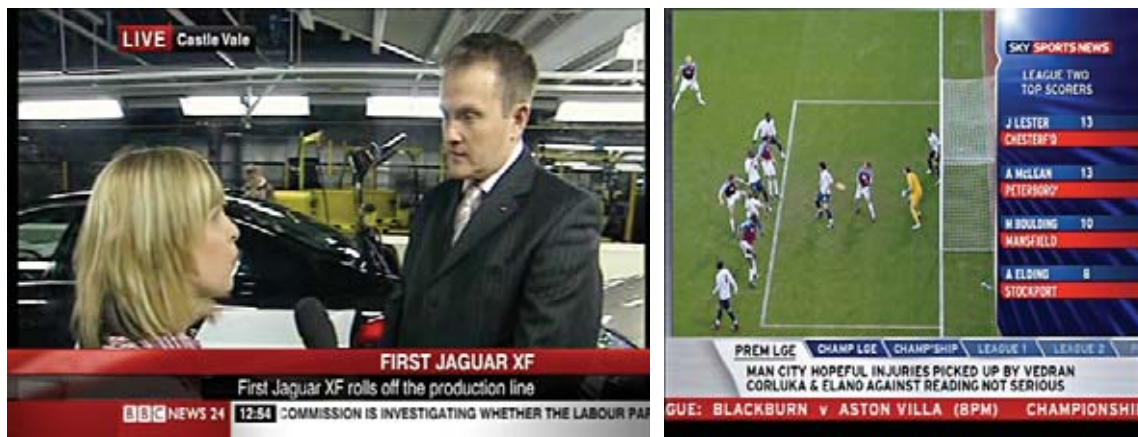 LIVE Castle Vale
FIRST JAGUAR XF
First Jaguar XF rolls off the production line
BBC NEWS 24 12:54 COMMISSION IS INVESTIGATING WHETHER THE LABOUR PAR
SKY SPORTS NEWS
LEAGUE TWO
TOP SCORERS
J LESTER 13
CHESTERF'D
A McLEAN 13
PETERBORO'
M BOULDING 10
MANSFIELD
A ELDING 8
STOCKPORT
PREM LGE CHAMP LGE CHAMP'SHIP LEAGUE 1 LEAGUE 2
MAN CITY HOPEFUL INJURIES PICKED UP BY VEDRAN
CORLUKA & ELANO AGAINST READING NOT SERIOUS
GUE: BLACKBURN v ASTON VILLA (8PM) CHAMPIONSHI